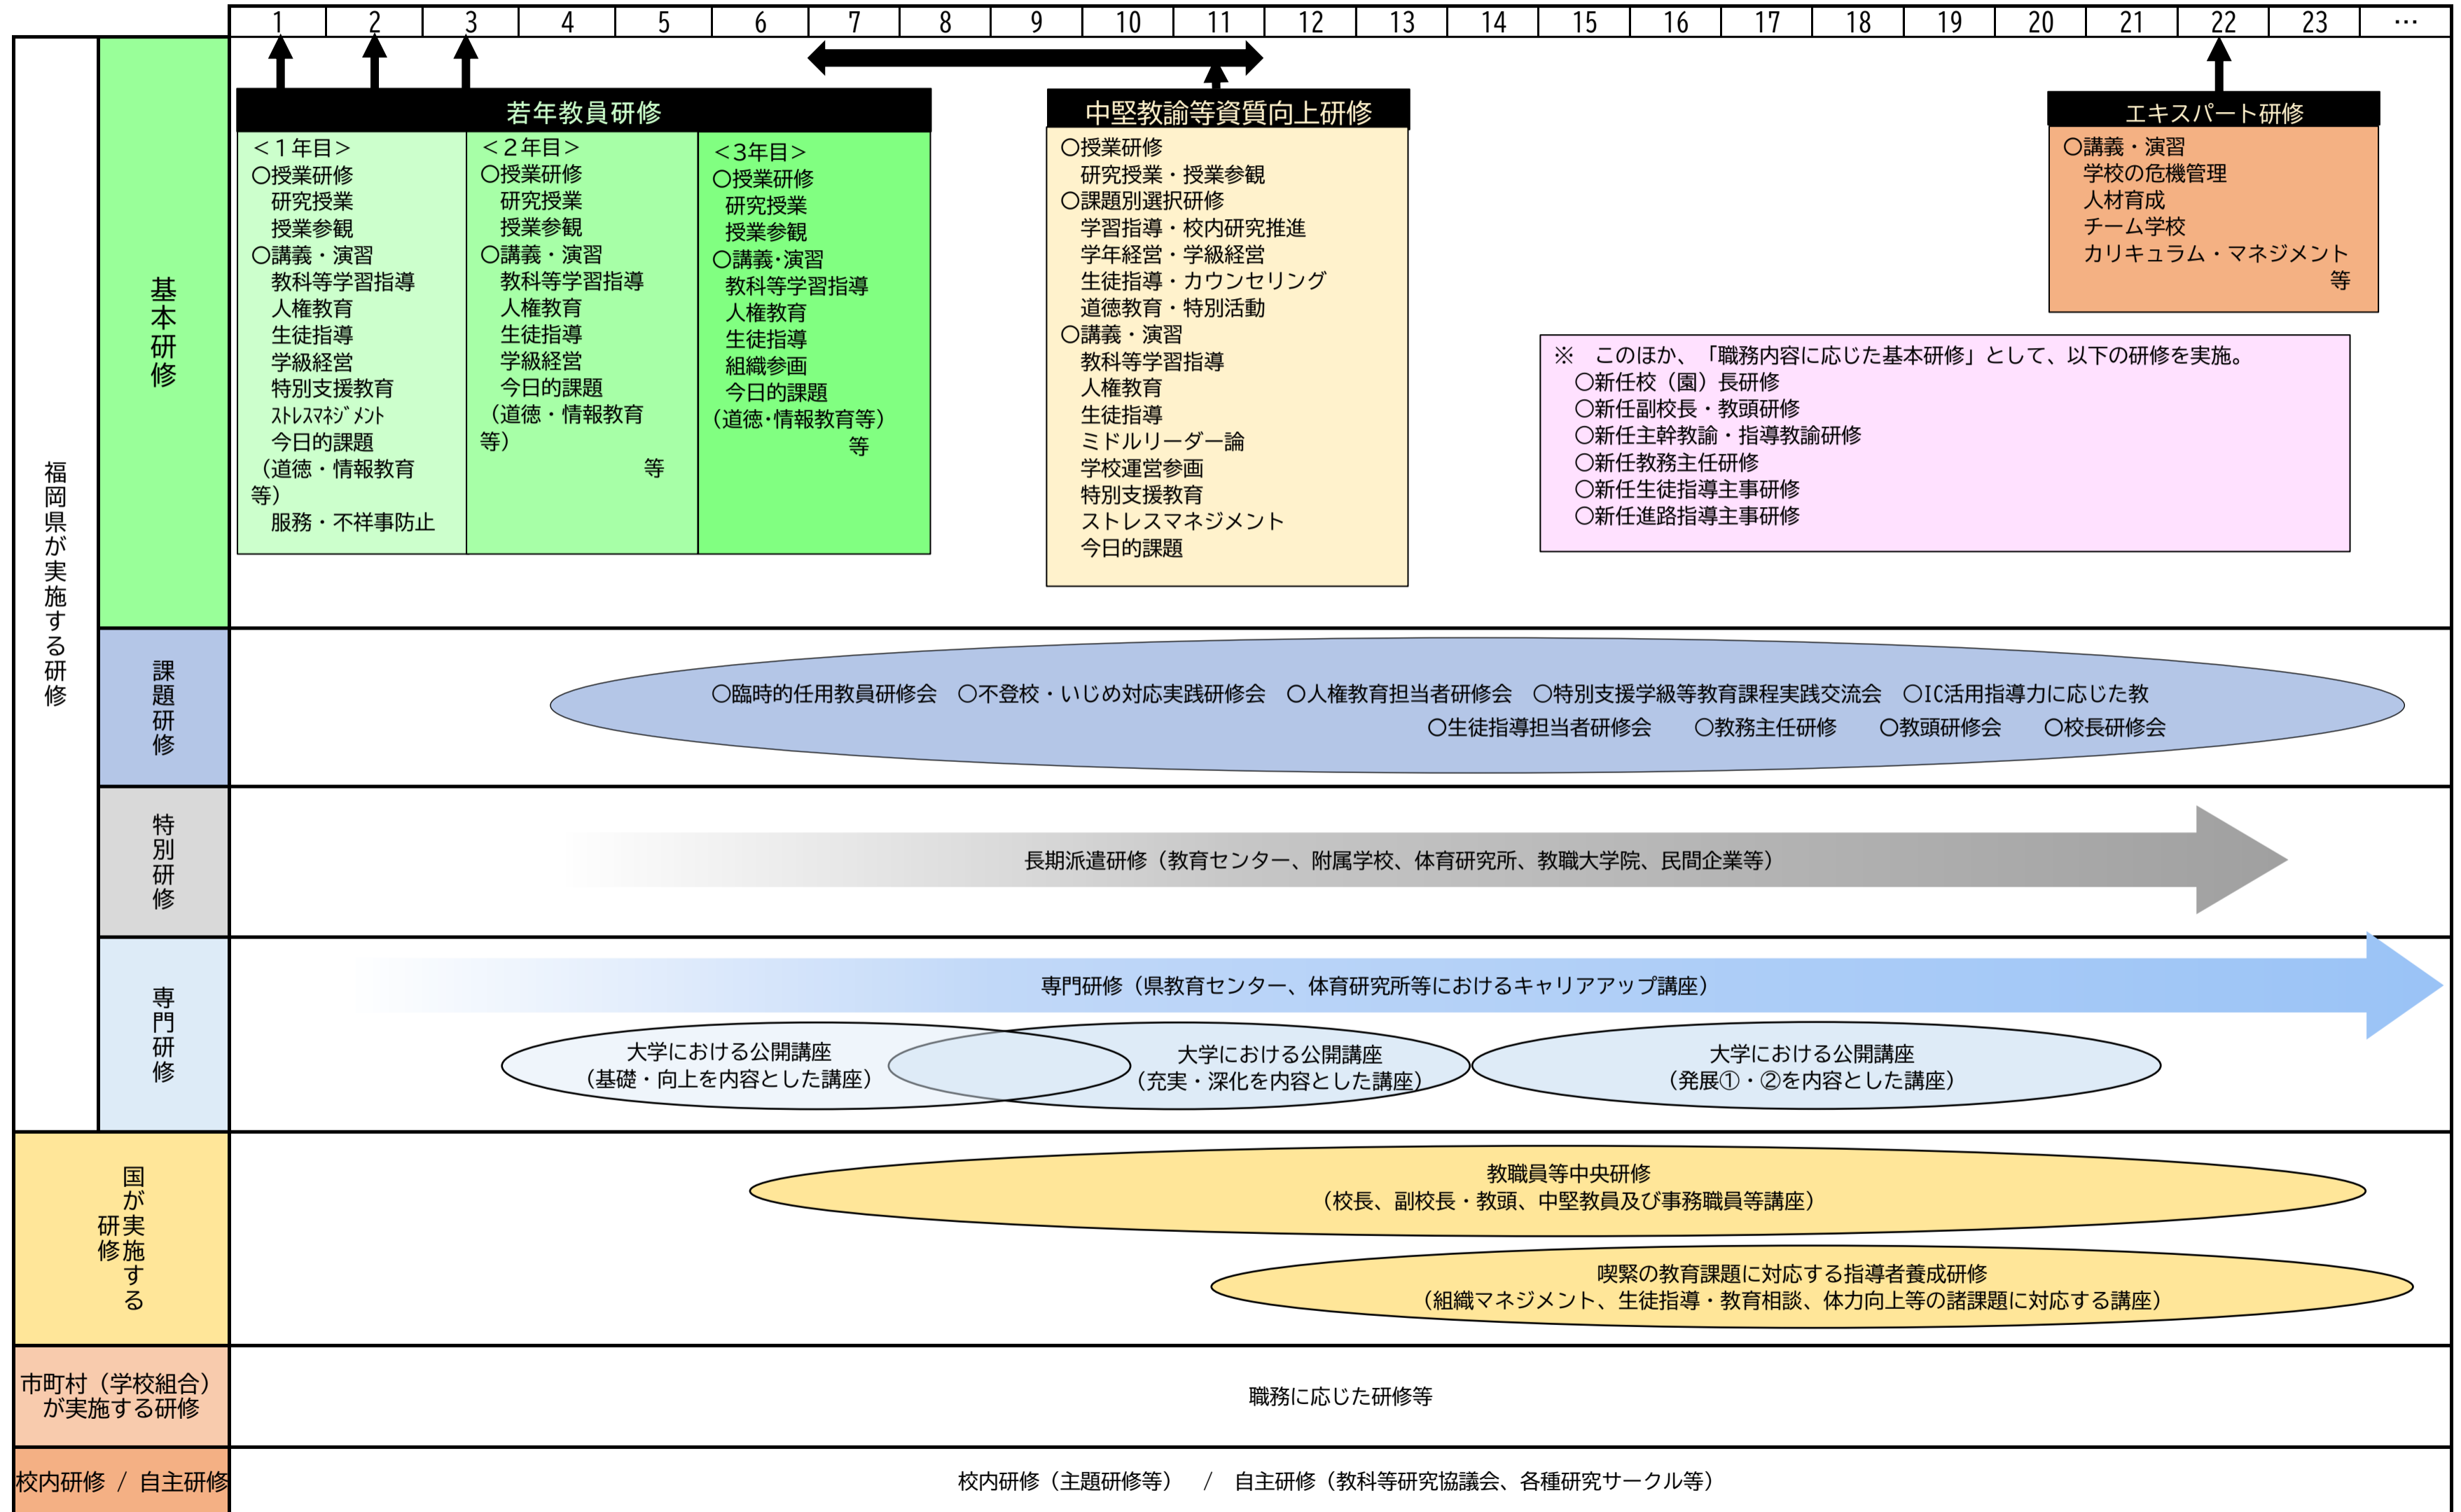 1 2 3 4 5 6 7 8 9 10 11 12 13 14 15 16 17 18 19 20 21 22 23 …
福岡県が実施する研修
基本研修
若年教員研修
＜１年目＞
〇授業研修
研究授業
授業参観
〇講義・演習
教科等学習指導
人権教育
生徒指導
学級経営
特別支援教育
ｽﾄﾚｽﾏﾈｼﾞﾒﾝﾄ
今日的課題
（道徳・情報教育
等）
服務・不祥事防止
＜２年目＞
〇授業研修
研究授業
授業参観
〇講義・演習
教科等学習指導
人権教育
生徒指導
学級経営
今日的課題
（道徳・情報教育
等）
等
＜3年目＞
〇授業研修
研究授業
授業参観
〇講義･演習
教科等学習指導
人権教育
生徒指導
組織参画
今日的課題
（道徳･情報教育等）
等
中堅教諭等資質向上研修
〇授業研修
研究授業・授業参観
〇課題別選択研修
学習指導・校内研究推進
学年経営・学級経営
生徒指導・カウンセリング
道徳教育・特別活動
〇講義・演習
教科等学習指導
人権教育
生徒指導
ミドルリーダー論
学校運営参画
特別支援教育
ストレスマネジメント
今日的課題
エキスパート研修
〇講義・演習
学校の危機管理
人材育成
チーム学校
カリキュラム・マネジメント
等
※　このほか、「職務内容に応じた基本研修」として、以下の研修を実施。
〇新任校（園）長研修
〇新任副校長・教頭研修
〇新任主幹教諭・指導教諭研修
〇新任教務主任研修
〇新任生徒指導主事研修
〇新任進路指導主事研修
課題研修
〇臨時的任用教員研修会　〇不登校・いじめ対応実践研修会　〇人権教育担当者研修会　〇特別支援学級等教育課程実践交流会　〇IC活用指導力に応じた教
〇生徒指導担当者研修会　　〇教務主任研修　　〇教頭研修会　　〇校長研修会
特別研修
長期派遣研修（教育センター、附属学校、体育研究所、教職大学院、民間企業等）
専門研修
専門研修（県教育センター、体育研究所等におけるキャリアアップ講座）
大学における公開講座
（基礎・向上を内容とした講座）
大学における公開講座
（充実・深化を内容とした講座）
大学における公開講座
（発展①・②を内容とした講座）
国が実施する
研修
教職員等中央研修
（校長、副校長・教頭、中堅教員及び事務職員等講座）
喫緊の教育課題に対応する指導者養成研修
（組織マネジメント、生徒指導・教育相談、体力向上等の諸課題に対応する講座）
市町村（学校組合）
が実施する研修
職務に応じた研修等
校内研修 / 自主研修
校内研修（主題研修等）　/　自主研修（教科等研究協議会、各種研究サークル等）